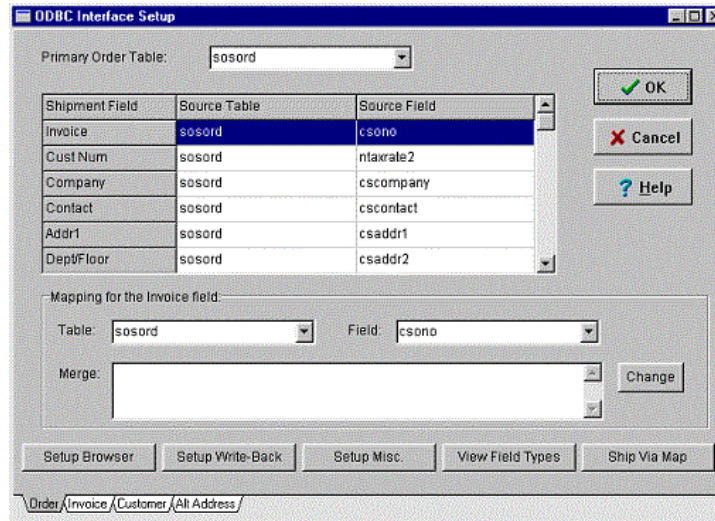 ODBC Interface Setup
Primary Order Table: sosord
OK
Cancel
? Help
Shipment Field Source Table Source Field
Invoice sosord csono
Cust Num sosord ntaxrate2
Company sosord cscompany
Contact sosord cscontact
Addr1 sosord csaddr1
Dept/Floor sosord csaddr2
Mapping for the Invoice field:
Table: sosord Field: csono
Merge:
Change
Setup Browser Setup Write-Back Setup Misc. View Field Types Ship Via Map
Order Invoice Customer Alt Address